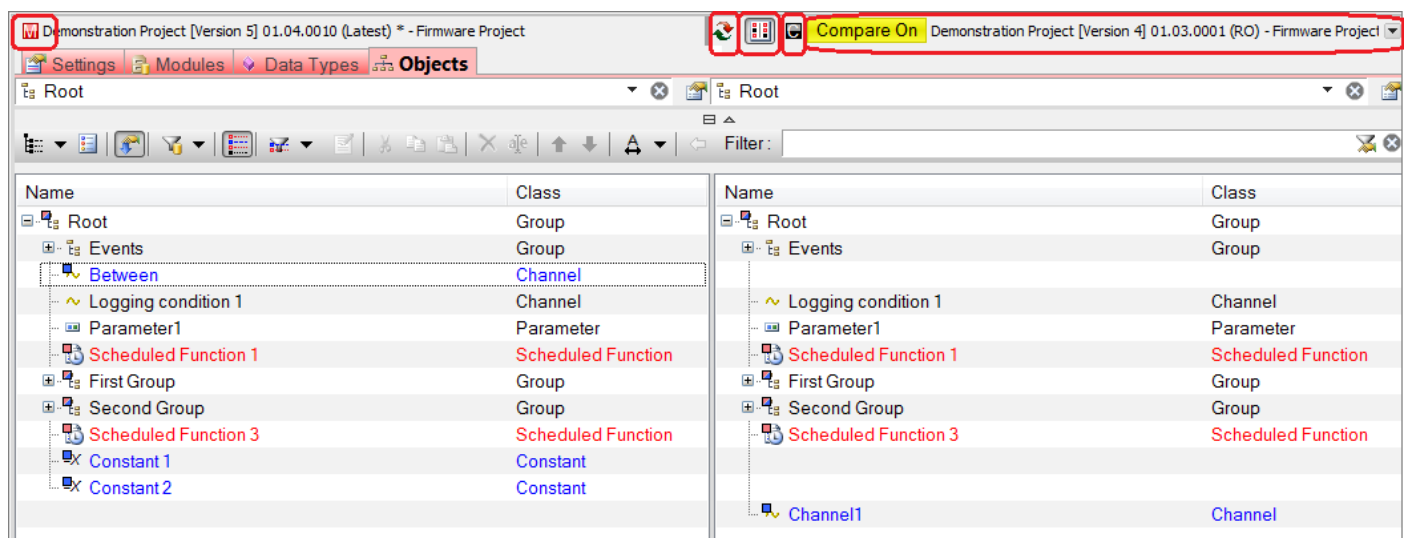 Demonstration Project [Version 5] 01.04.0010 (Latest) * - Firmware Project
Compare On Demonstration Project [Version 4] 01.03.0001 (RO) - Firmware Project
Settings Modules Data Types Objects
Root Root
Filter :
Name Class Name Class
Root Group Root Group
Events Group Events Group
Between Channel
Logging condition 1 Channel Logging condition 1 Channel
Parameter1 Parameter Parameter1 Parameter
Scheduled Function 1 Scheduled Function Scheduled Function 1 Scheduled Function
First Group Group First Group Group
Second Group Group Second Group Group
Scheduled Function 3 Scheduled Function Scheduled Function 3 Scheduled Function
Constant 1 Constant
Constant 2 Constant
Channel1 Channel